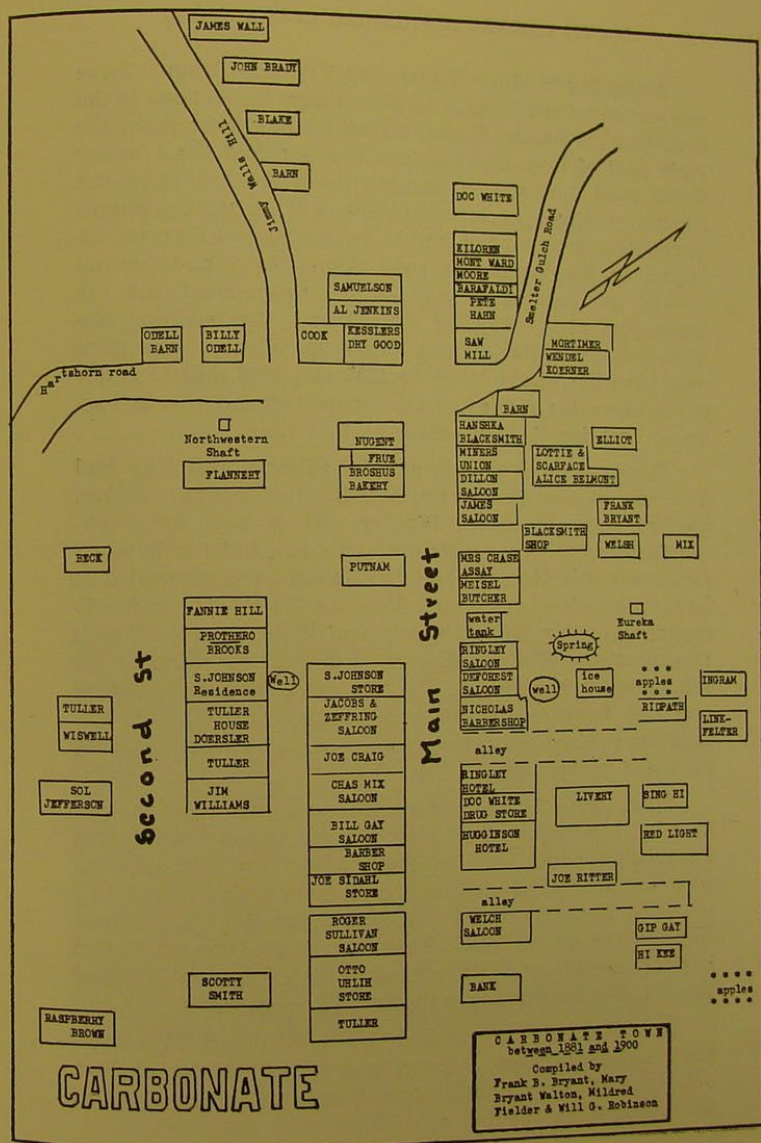 JAMES WALL
JOHN BRADY
BLAKE
BARN
Jimmy Walls Hill
DOC WHITE
KILOREN
MONT WARD
MOORE
BARAFALDI
PETE
HAHN
SAW
MILL
Smelter Gulch Road
N
SAMUELSON
AL JENKINS
COOK
KESSLERS
DRY GOOD
ODELL
BARN
BILLY
ODELL
Hartshorn road
MORTIMER
WENDEL
KOERNER
BARN
Northwestern
Shaft
FLANNERY
NUGENT
FRUE
BROSHUS
BAKERY
HANSHKA
BLACKSMITH
MINERS
UNION
DILLON
SALOON
JAMES
SALOON
ELLIOT
LOTTIE &
SCARFACE
ALICE BELMONT
FRANK
BRYANT
BLACKSMITH
SHOP
WELSH
MIX
BECK
PUTNAM
MRS CHASE
ASSAY
MEISEL
BUTCHER
Main Street
Second St
FANNIE HILL
PROTHERO
BROOKS
S.JOHNSON
Residence
Well
TULLER
HOUSE
DOERSLER
TULLER
JIM
WILLIAMS
TULLER
WISWELL
SOL
JEFFERSON
S.JOHNSON
STORE
JACOBS &
ZEFFRING
SALOON
JOE CRAIG
CHAS MIX
SALOON
BILL GAY
SALOON
BARBER
SHOP
JOE SIDAHL
STORE
ROGER
SULLIVAN
SALOON
OTTO
UHLIH
STORE
TULLER
water
tank
Eureka
Shaft
Spring
RINGLEY
SALOON
DEFOREST
SALOON
well
ice
house
apples
INGRAM
NICHOLAS
BARBERSHOP
RIDPATH
LINK-
FELTER
alley
RINGLEY
HOTEL
DOC WHITE
DRUG STORE
HUGGINSON
HOTEL
LIVERY
SING HI
RED LIGHT
JOE RITTER
alley
WELCH
SALOON
GIP GAY
HI KEE
BANK
apples
SCOTTY
SMITH
RASPBERRY
BROWN
CARBONATE
CARBONATE TOWN
between 1881 and 1900
Compiled by
Frank B. Bryant, Mary
Bryant Walton, Mildred
Fielder & Will G. Robinson